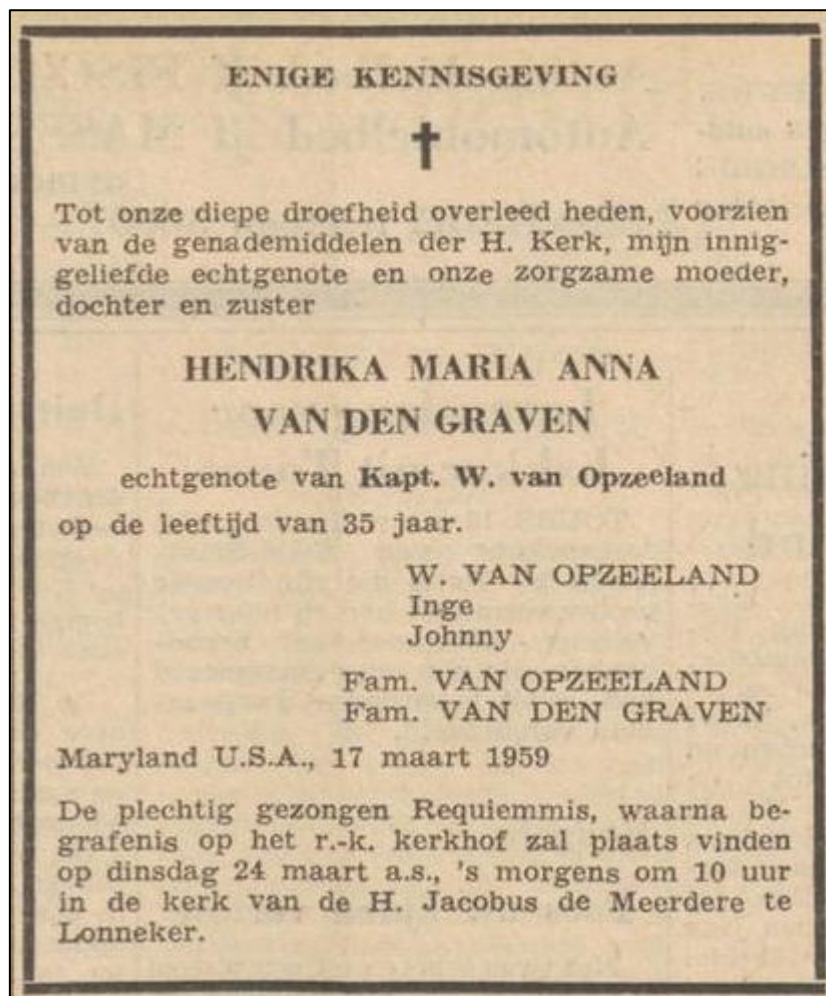 ENIGE KENNISGEVING
Tot onze diepe droefheid overleed heden, voorzien
van de genademiddelen der H. Kerk, mijn innig-
geliefde echtgenote en onze zorgzame moeder,
dochter en zuster
HENDRIKA MARIA ANNA
VAN DEN GRAVEN
echtgenote van Kapt. W. van Opzeeland
op de leeftijd van 35 jaar.
W. VAN OPZEELAND
Inge
Johnny
Fam. VAN OPZEELAND
Fam. VAN DEN GRAVEN
Maryland U.S.A., 17 maart 1959
De plechtig gezongen Requiemmis, waarna be-
grafenis op het r.-k. kerkhof zal plaats vinden
op dinsdag 24 maart a.s., 's morgens om 10 uur
in de kerk van de H. Jacobus de Meerdere te
Lonneker.